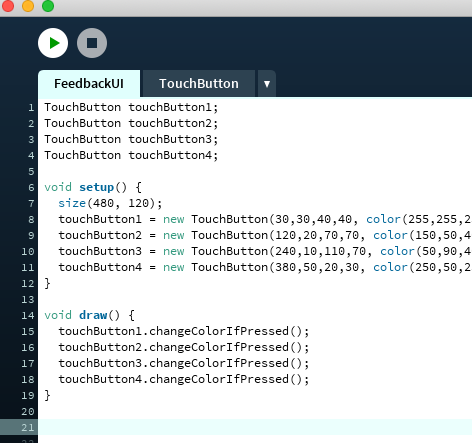 FeedbackUI TouchButton ▼
1 TouchButton touchButton1;
2 TouchButton touchButton2;
3 TouchButton touchButton3;
4 TouchButton touchButton4;
5
6 void setup() {
7 size(480, 120);
8 touchButton1 = new TouchButton(30,30,40,40, color(255,255,2
9 touchButton2 = new TouchButton(120,20,70,70, color(150,50,4
10 touchButton3 = new TouchButton(240,10,110,70, color(50,90,4
11 touchButton4 = new TouchButton(380,50,20,30, color(250,50,2
12 }
13
14 void draw() {
15 touchButton1.changeColorIfPressed();
16 touchButton2.changeColorIfPressed();
17 touchButton3.changeColorIfPressed();
18 touchButton4.changeColorIfPressed();
19 }
20
21